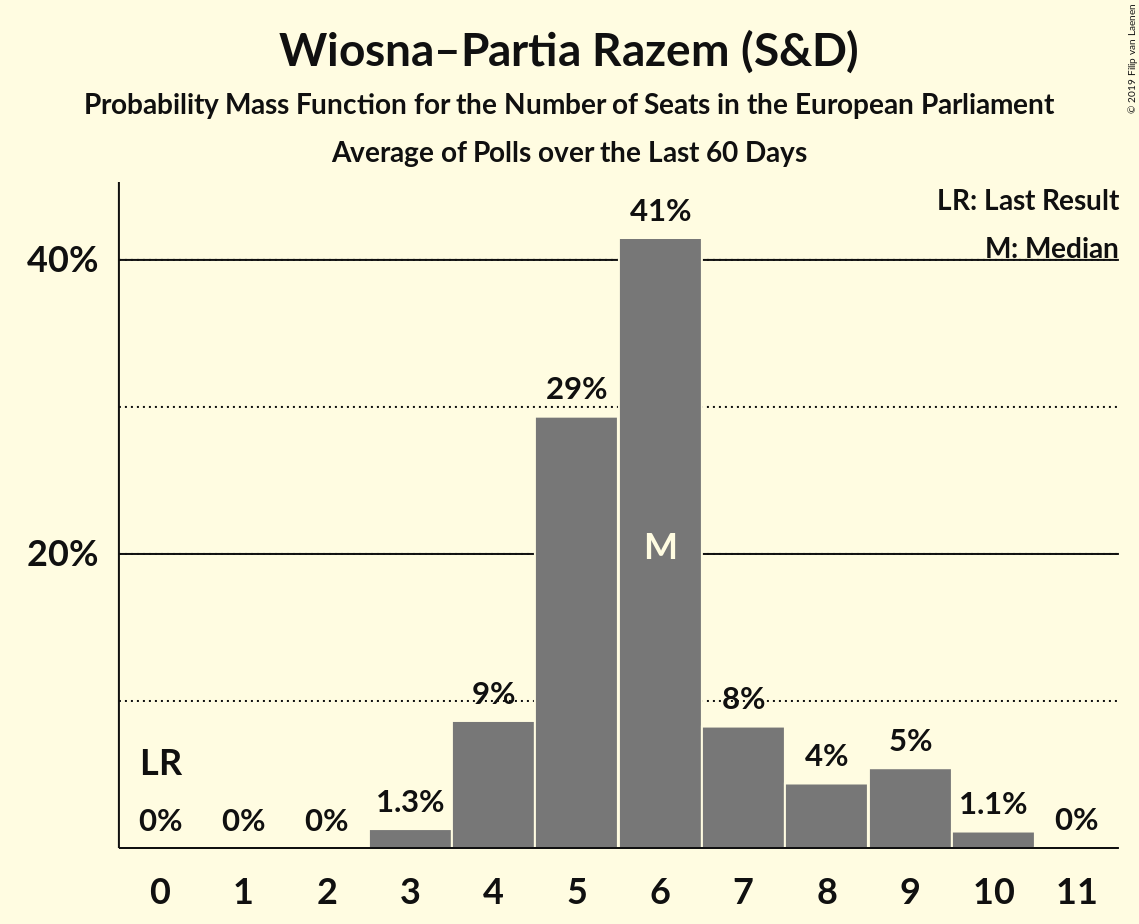 Wiosna–Partia Razem (S&D)
Probability Mass Function for the Number of Seats in the European Parliament
Average of Polls over the Last 60 Days
© 2019 Filip van Laenen
LR: Last Result
M: Median
40%
20%
LR
0%
0%
0%
1.3%
9%
29%
41%
M
8%
4%
5%
1.1%
0%
0 1 2 3 4 5 6 7 8 9 10 11